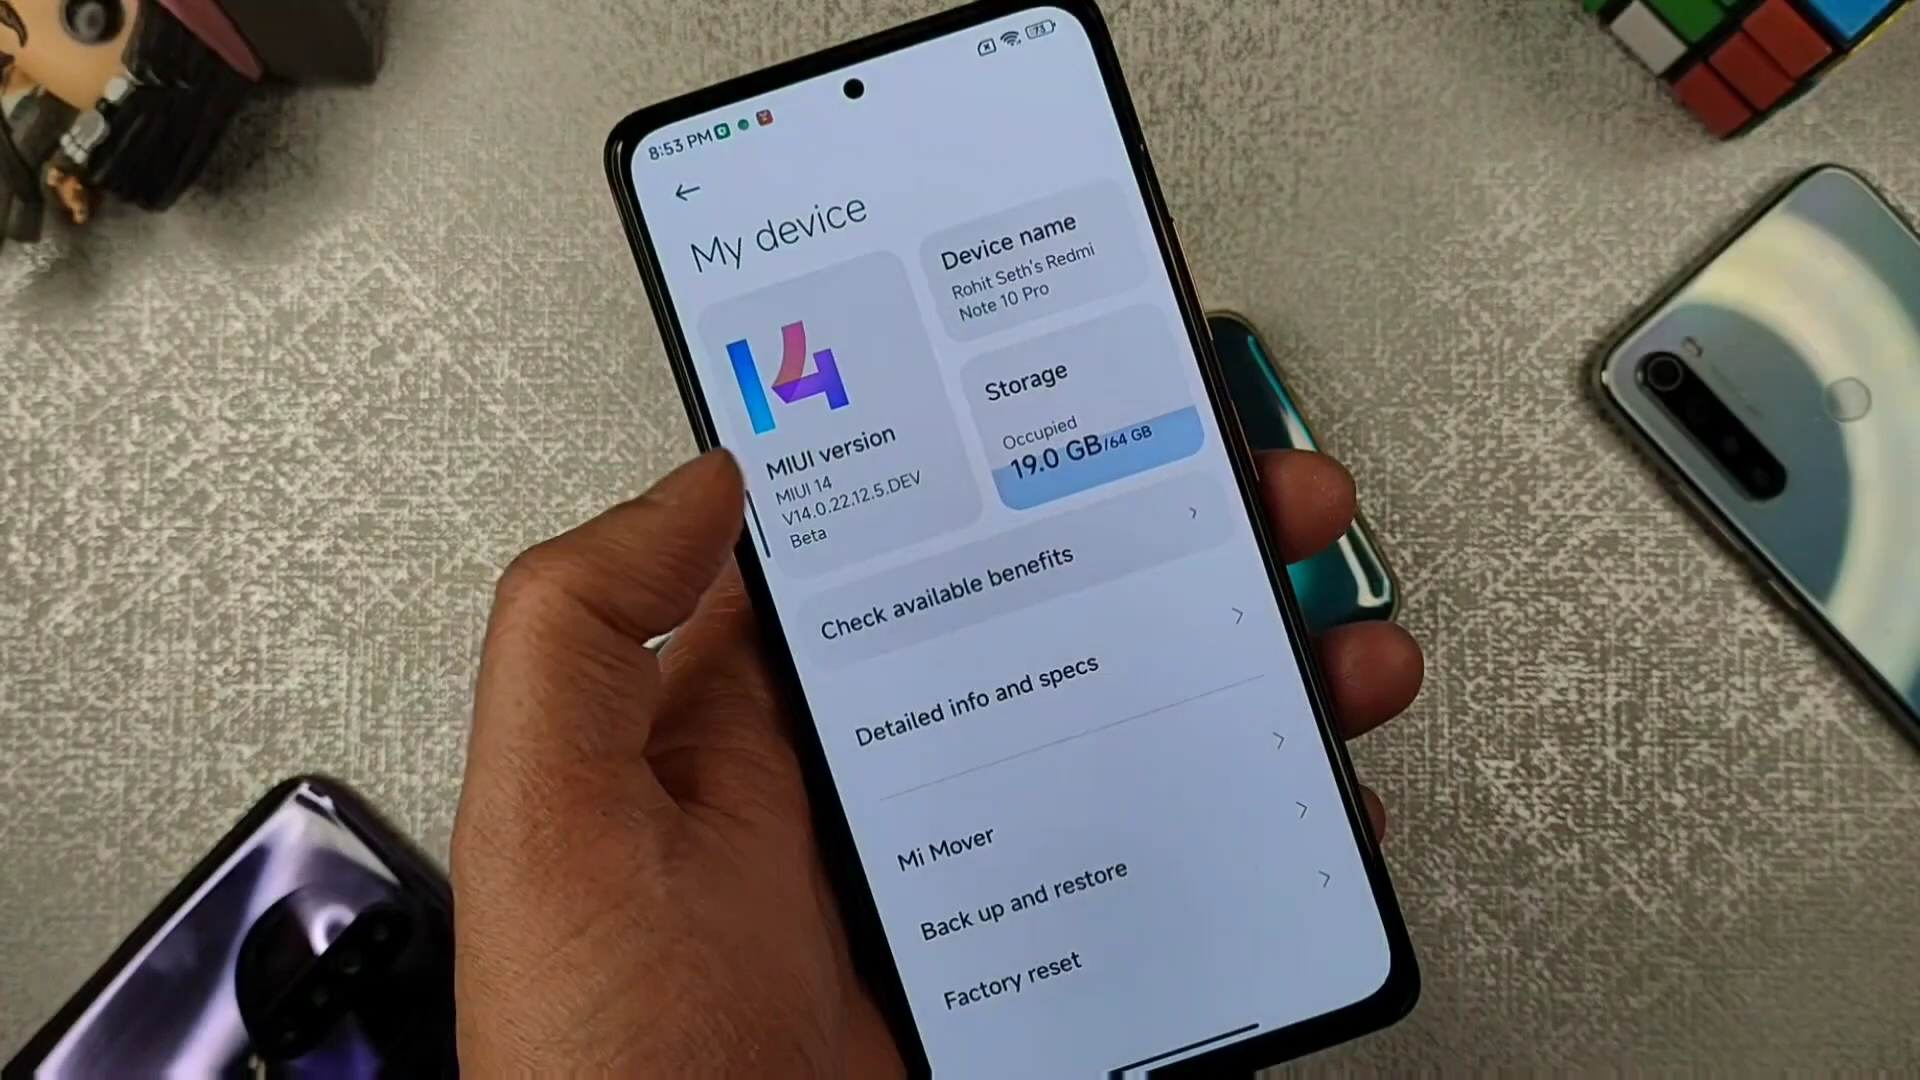 8:53 PM
73
My device
14
MIUI version
MIUI 14
V14.0.22.12.5.DEV
Beta
Device name
Rohit Seth's Redmi
Note 10 Pro
Storage
Occupied
19.0 GB/64 GB
Check available benefits
Detailed info and specs
Mi Mover
Back up and restore
Factory reset